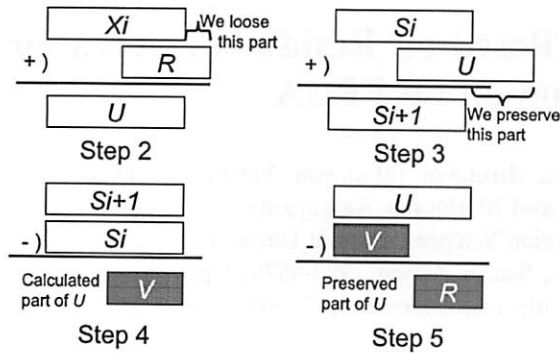 Xi
We loose
this part
+)
R
U
Step 2
Si
+)
U
We preserve
this part
Si+1
Step 3
Si+1
-)
Si
Calculated
part of U
V
Step 4
U
-)
V
Preserved
part of U
R
Step 5